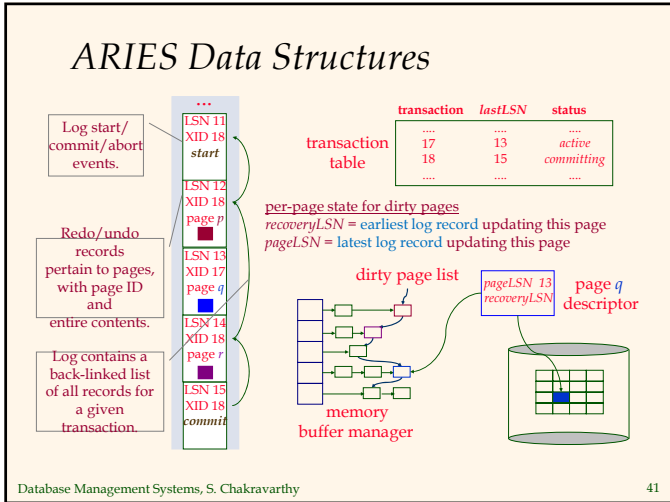 ARIES Data Structures
...
Log start/
commit/abort
events.
Redo/undo
records
pertain to pages,
with page ID
and
entire contents.
Log contains a
back-linked list
of all records for
a given
transaction.
LSN 11
XID 18
start
LSN 12
XID 18
page p
LSN 13
XID 17
page q
LSN 14
XID 18
page r
LSN 15
XID 18
commit
transaction lastLSN status
transaction
table
.... .... ....
17 13 active
18 15 committing
.... .... ....
per-page state for dirty pages
recoveryLSN = earliest log record updating this page
pageLSN = latest log record updating this page
dirty page list
memory
buffer manager
pageLSN 13
recoveryLSN
page q
descriptor
Database Management Systems, S. Chakravarthy 41